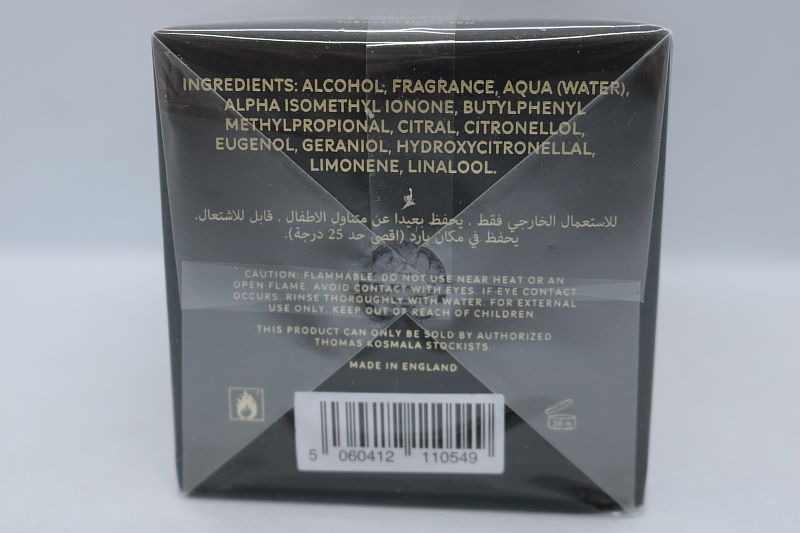 INGREDIENTS: ALCOHOL, FRAGRANCE, AQUA (WATER),
ALPHA ISOMETHYL IONONE, BUTYLPHENYL
METHYLPROPIONAL, CITRAL, CITRONELLOL,
EUGENOL, GERANIOL, HYDROXYCITRONELLAL,
LIMONENE, LINALOOL.
للاستعمال الخارجي فقط . يحفظ بعيدا عن متناول الاطفال . قابل للاشتعال.
يحفظ في مكان بارد (اقصى حد 25 درجة).
CAUTION: FLAMMABLE. DO NOT USE NEAR HEAT OR AN
OPEN FLAME. AVOID CONTACT WITH EYES. IF EYE CONTACT
OCCURS, RINSE THOROUGHLY WITH WATER. FOR EXTERNAL
USE ONLY. KEEP OUT OF REACH OF CHILDREN.
THIS PRODUCT CAN ONLY BE SOLD BY AUTHORIZED
THOMAS KOSMALA STOCKISTS.
MADE IN ENGLAND
5 060412 110549